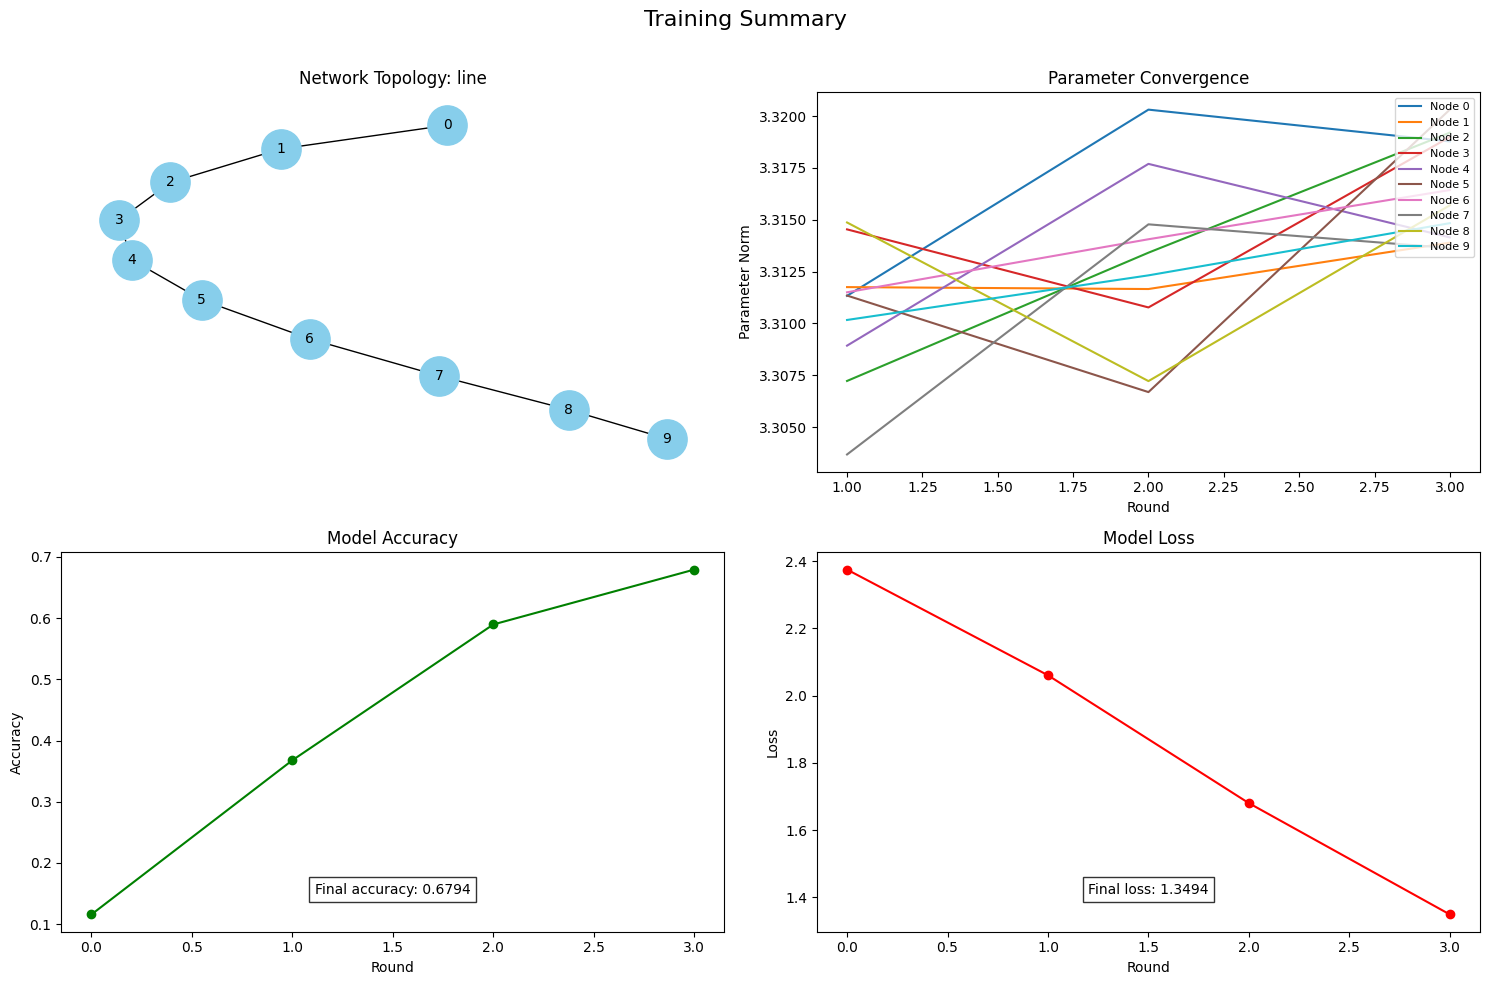 Training Summary
Network Topology: line
0
1
2
3
4
5
6
7
8
9
Parameter Convergence
Parameter Norm
3.3200
3.3175
3.3150
3.3125
3.3100
3.3075
3.3050
Node 0
Node 1
Node 2
Node 3
Node 4
Node 5
Node 6
Node 7
Node 8
Node 9
1.00 1.25 1.50 1.75 2.00 2.25 2.50 2.75 3.00
Round
Model Accuracy
Accuracy
0.7
0.6
0.5
0.4
0.3
0.2
0.1
Final accuracy: 0.6794
0.0 0.5 1.0 1.5 2.0 2.5 3.0
Round
Model Loss
Loss
2.4
2.2
2.0
1.8
1.6
1.4
Final loss: 1.3494
0.0 0.5 1.0 1.5 2.0 2.5 3.0
Round